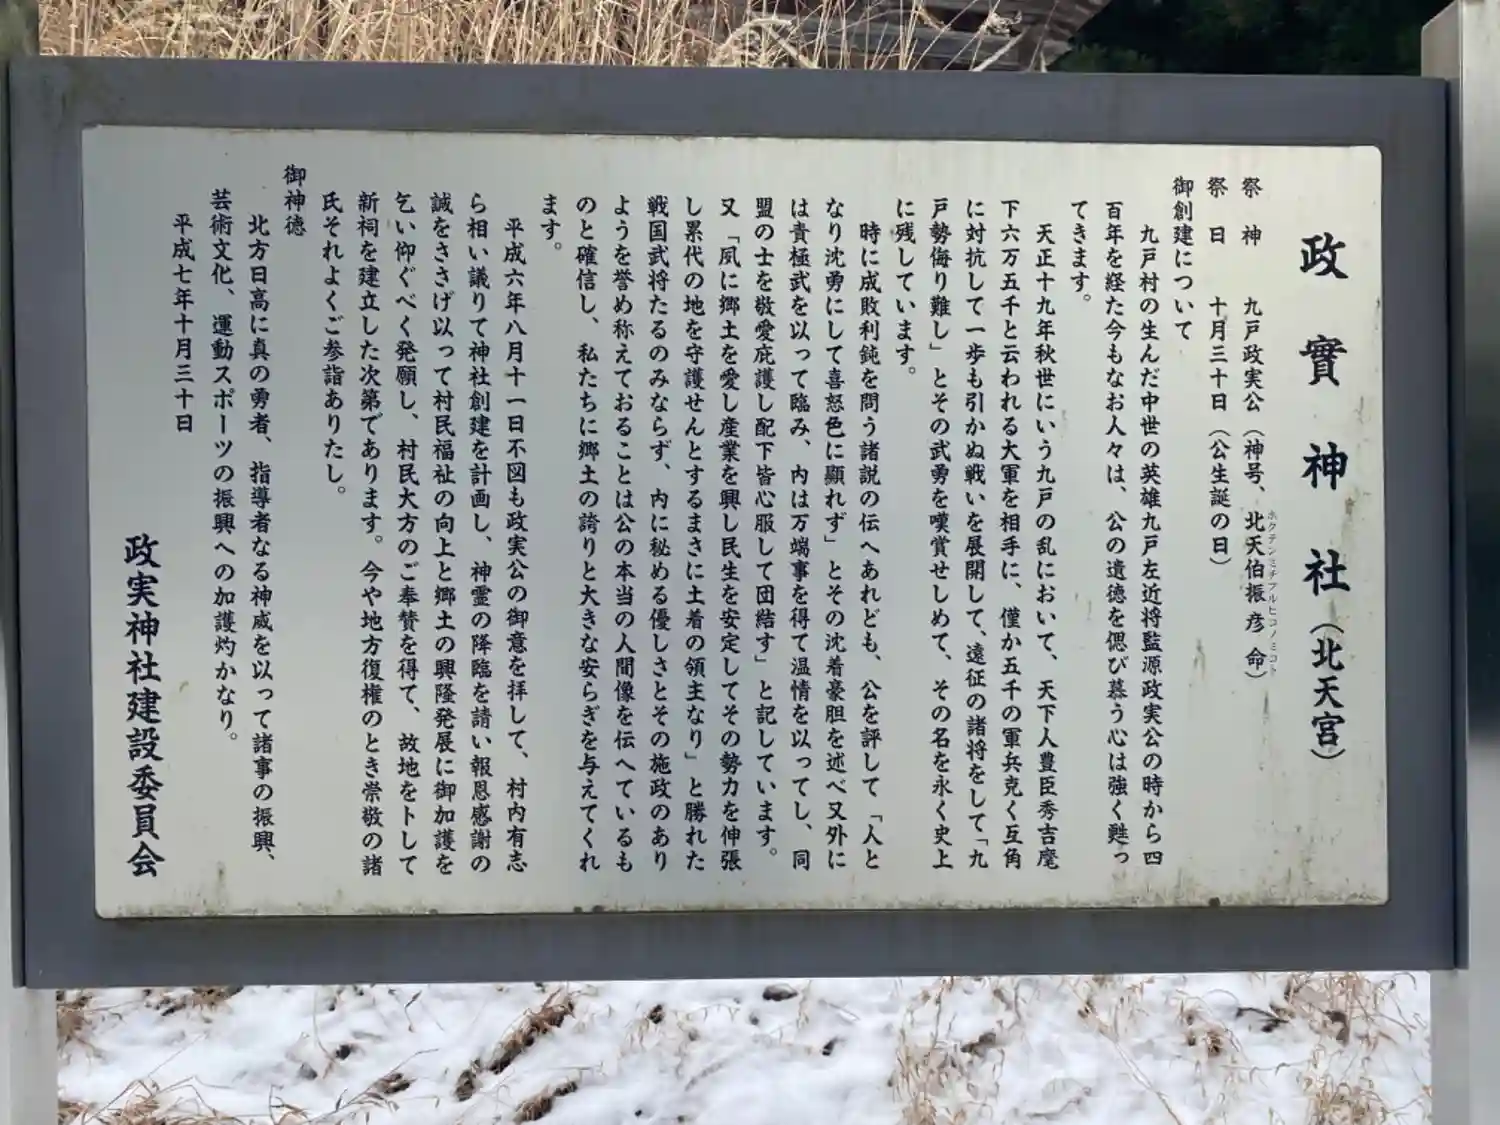 政實神社（北天宮）
祭　神　　九戸政実公（神号、北天伯振彦命）
ホクテンミチフルヒコノミコト
祭　日　　十月三十日（公生誕の日）
御創建について
九戸村の生んだ中世の英雄九戸左近将監源政実公の時から四
百年を経た今もなお人々は、公の遺徳を偲び慕う心は強く甦っ
てきます。
天正十九年秋世にいう九戸の乱において、天下人豊臣秀吉麾
下六万五千と云われる大軍を相手に、僅か五千の軍兵克く互角
に対抗して一歩も引かぬ戦いを展開して、遠征の諸将をして「九
戸勢侮り難し」とその武勇を嘆賞せしめて、その名を永く史上
に残しています。
時に成敗利鈍を問う諸説の伝へあれども、公を評して「人と
なり沈勇にして喜怒色に顯れず」とその沈着豪胆を述べ又外に
は貴極武を以って臨み、内は万端事を得て温情を以ってし、同
盟の士を敬愛庇護し配下皆心服して団結す」と記しています。
又「夙に郷土を愛し産業を興し民生を安定してその勢力を伸張
し累代の地を守護せんとするまさに土着の領主なり」と勝れた
戦国武将たるのみならず、内に秘める優しさとその施政のあり
ようを誉め称えておることは公の本当の人間像を伝へているも
のと確信し、私たちに郷土の誇りと大きな安らぎを与えてくれ
ます。
平成六年八月十一日不図も政実公の御意を拝して、村内有志
ら相い議りて神社創建を計画し、神霊の降臨を請い報恩感謝の
誠をささげ以って村民福祉の向上と郷土の興隆発展に御加護を
乞い仰ぐべく発願し、村民大方のご奉賛を得て、故地を卜して
新祠を建立した次第であります。今や地方復権のとき崇敬の諸
氏それよくご参詣ありたし。
御神徳
北方日高に真の勇者、指導者なる神威を以って諸事の振興、
芸術文化、運動スポーツの振興への加護灼かなり。
平成七年十月三十日
政実神社建設委員会